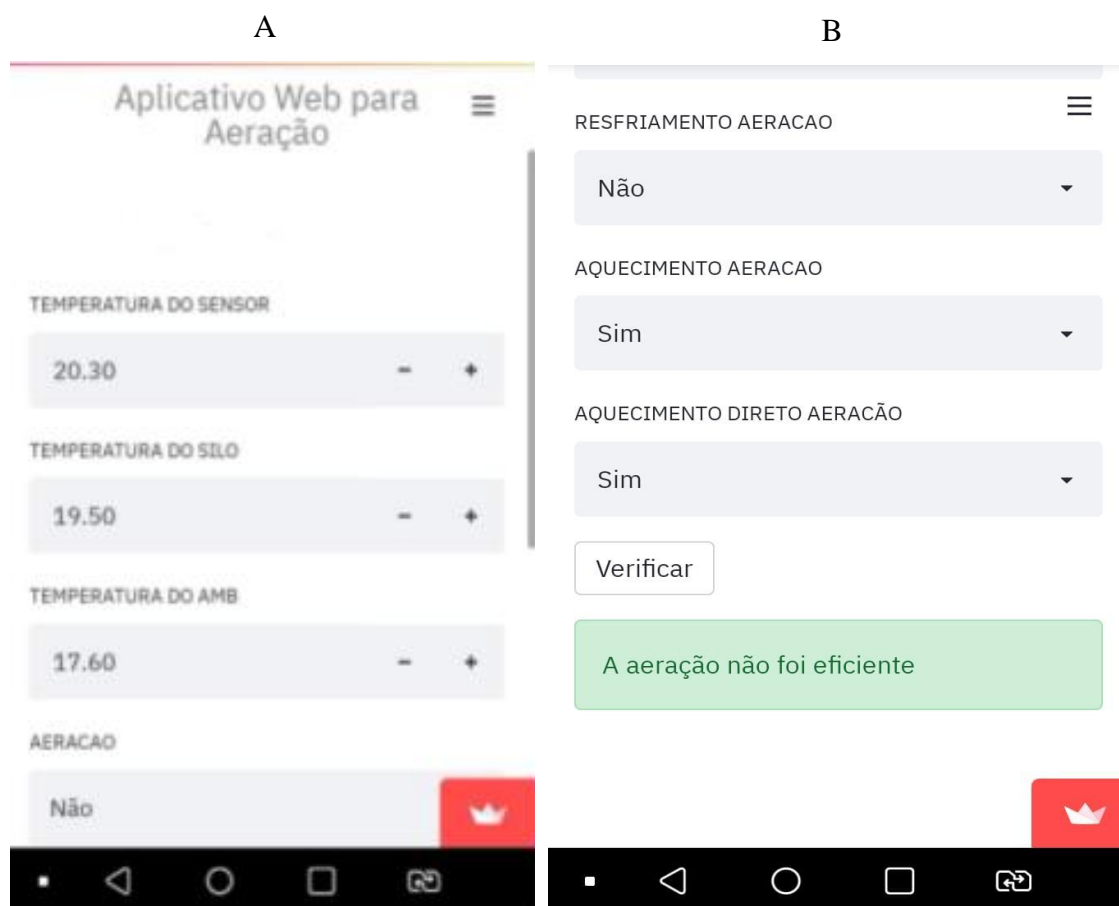 A
Aplicativo Web para
Aeração
TEMPERATURA DO SENSOR
20.30
TEMPERATURA DO SILO
19.50
TEMPERATURA DO AMB
17.60
AERACAO
Não
B
RESFRIAMENTO AERACAO
Não
AQUECIMENTO AERACAO
Sim
AQUECIMENTO DIRETO AERACÃO
Sim
Verificar
A aeração não foi eficiente